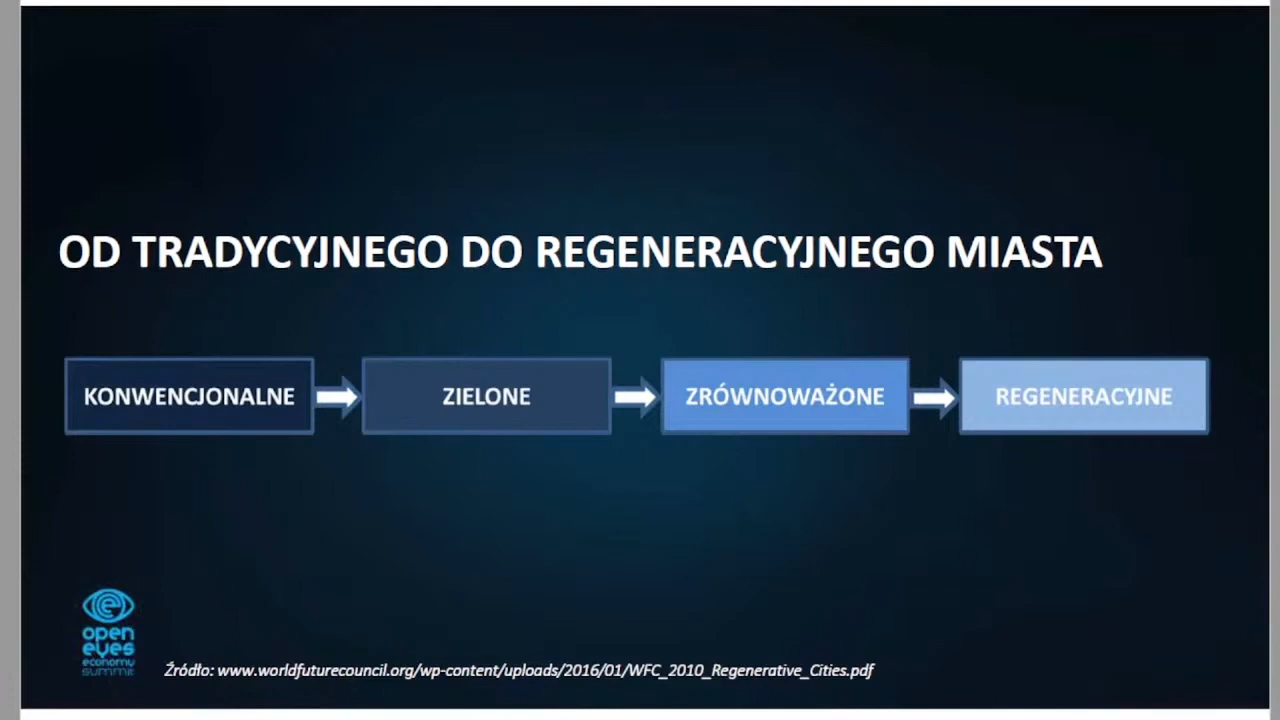 OD TRADYCYJNEGO DO REGENERACYJNEGO MIASTA
KONWENCJONALNE
ZIELONE
ZRÓWNOWAŻONE
REGENERACYJNE
open
eyes
economy
summit
Źródło: www.worldfuturecouncil.org/wp-content/uploads/2016/01/WFC_2010_Regenerative_Cities.pdf